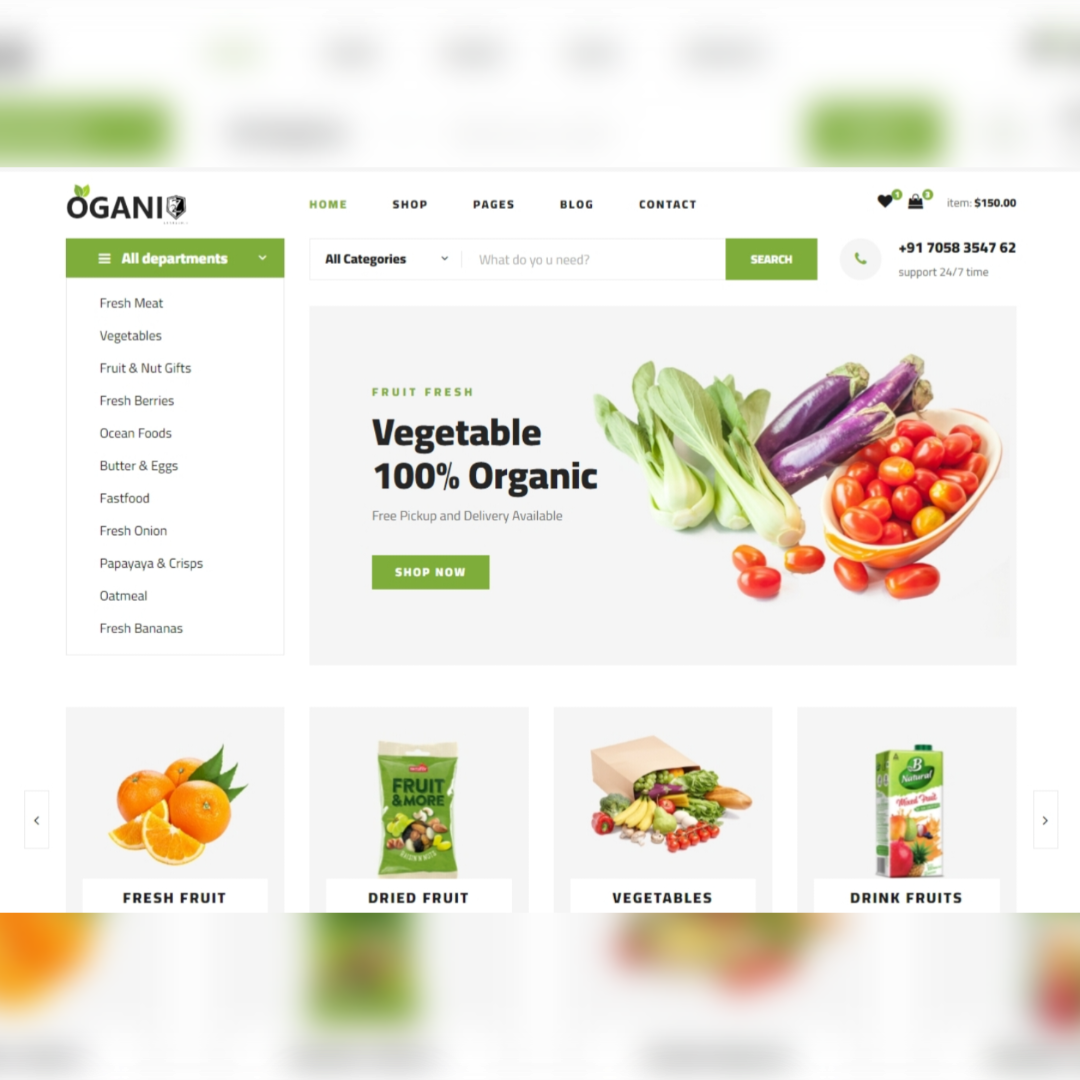 OGANI
HOME SHOP PAGES BLOG CONTACT
1
3
item: $150.00
All departments
All Categories
What do yo u need?
SEARCH
+91 7058 3547 62
support 24/7 time
Fresh Meat
Vegetables
Fruit & Nut Gifts
Fresh Berries
Ocean Foods
Butter & Eggs
Fastfood
Fresh Onion
Papayaya & Crisps
Oatmeal
Fresh Bananas
FRUIT FRESH
Vegetable
100% Organic
Free Pickup and Delivery Available
SHOP NOW
FRUIT
&MORE
B
Natural
Mixed Fruit
FRESH FRUIT
DRIED FRUIT
VEGETABLES
DRINK FRUITS